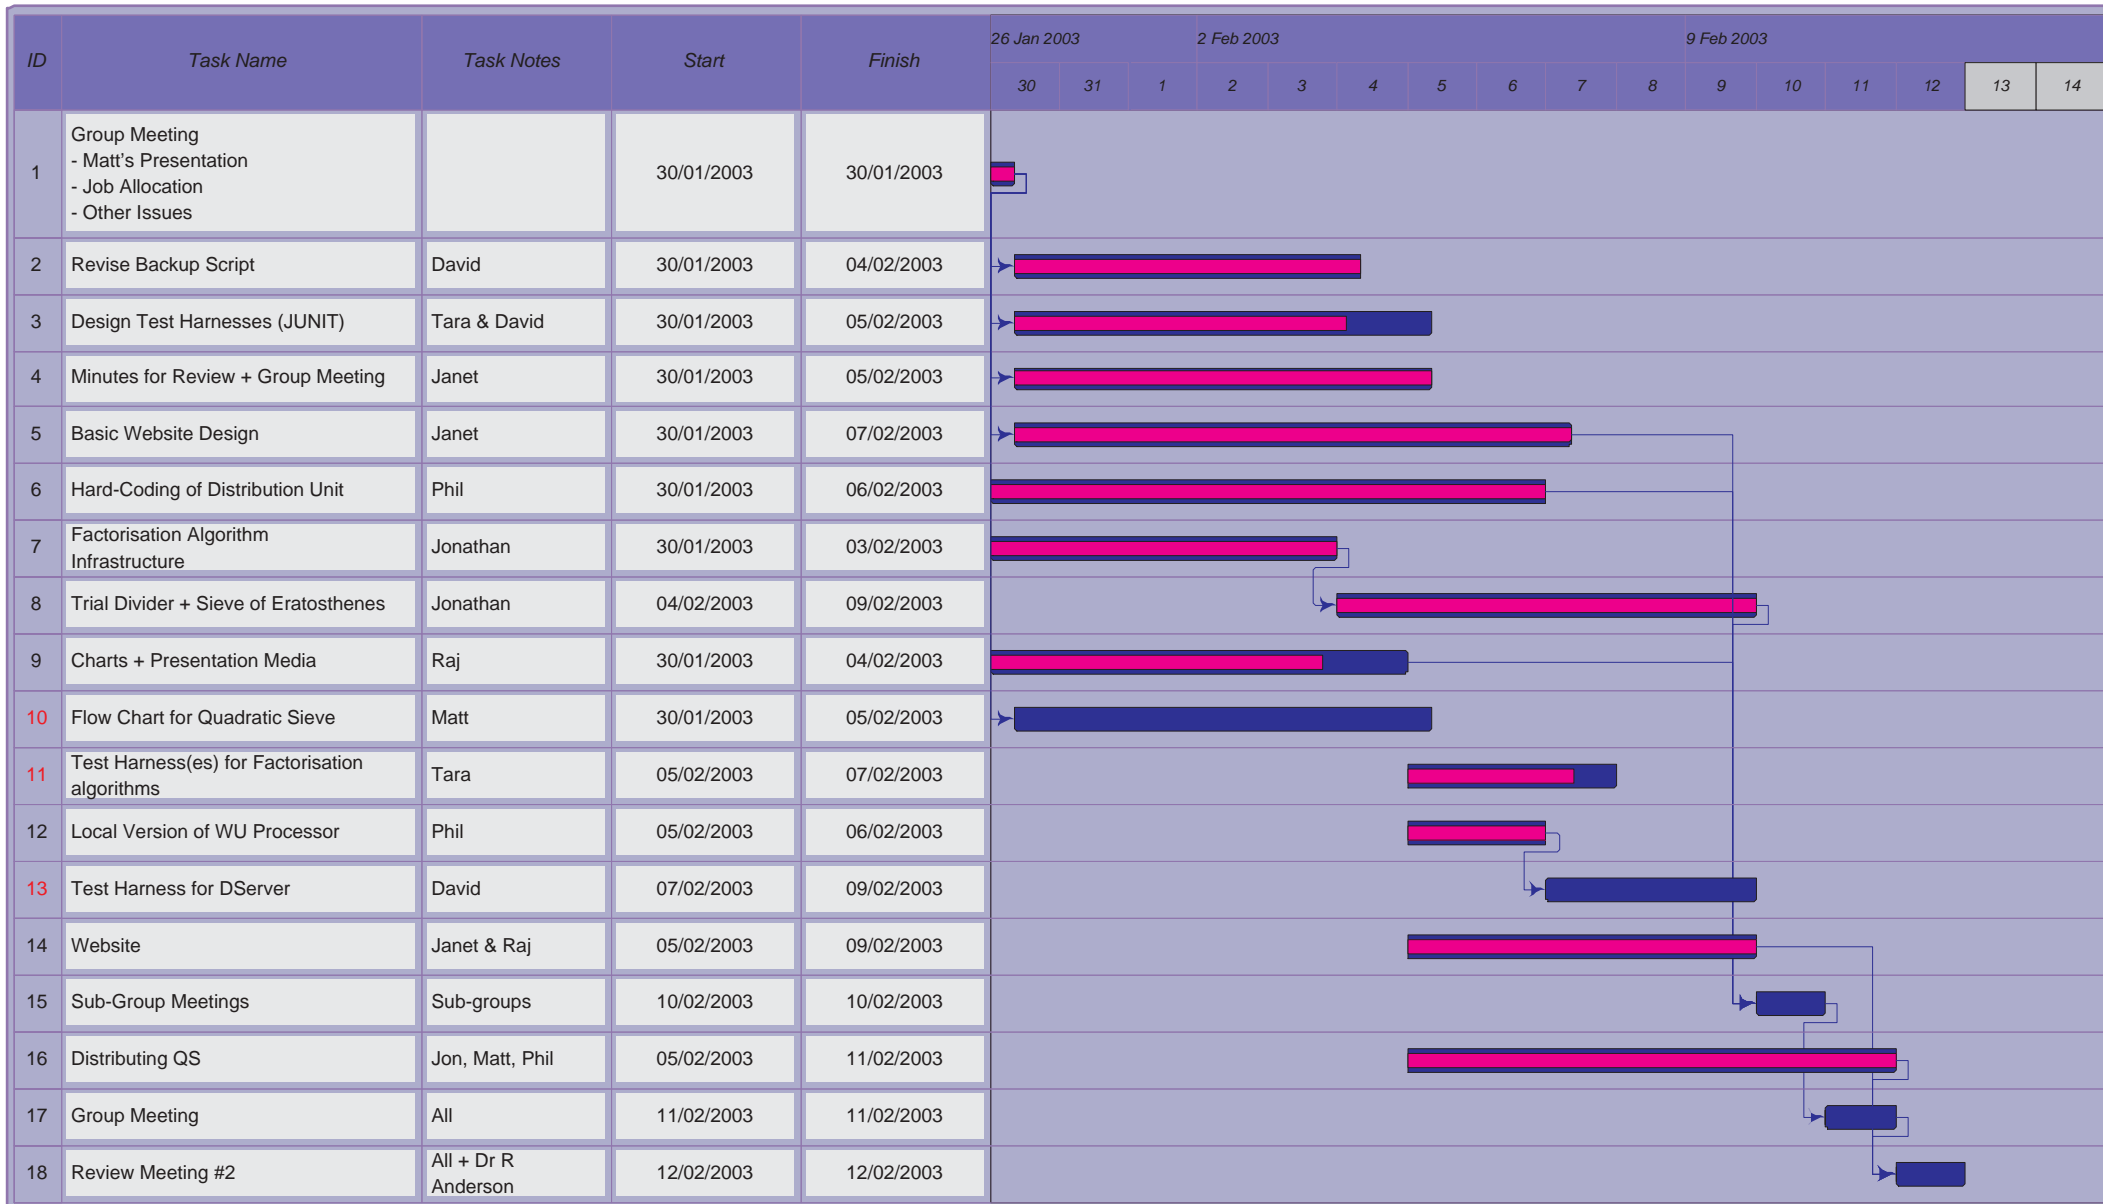 ID Task Name Task Notes Start Finish 26 Jan 2003 2 Feb 2003 9 Feb 2003
30 31 1 2 3 4 5 6 7 8 9 10 11 12 13 14
1 Group Meeting 30/01/2003 30/01/2003
- Matt's Presentation
- Job Allocation
- Other Issues
2 Revise Backup Script David 30/01/2003 04/02/2003
3 Design Test Harnesses (JUNIT) Tara & David 30/01/2003 05/02/2003
4 Minutes for Review + Group Meeting Janet 30/01/2003 05/02/2003
5 Basic Website Design Janet 30/01/2003 07/02/2003
6 Hard-Coding of Distribution Unit Phil 30/01/2003 06/02/2003
7 Factorisation Algorithm
Infrastructure Jonathan 30/01/2003 03/02/2003
8 Trial Divider + Sieve of Eratosthenes Jonathan 04/02/2003 09/02/2003
9 Charts + Presentation Media Raj 30/01/2003 04/02/2003
10 Flow Chart for Quadratic Sieve Matt 30/01/2003 05/02/2003
11 Test Harness(es) for Factorisation
algorithms Tara 05/02/2003 07/02/2003
12 Local Version of WU Processor Phil 05/02/2003 06/02/2003
13 Test Harness for DServer David 07/02/2003 09/02/2003
14 Website Janet & Raj 05/02/2003 09/02/2003
15 Sub-Group Meetings Sub-groups 10/02/2003 10/02/2003
16 Distributing QS Jon, Matt, Phil 05/02/2003 11/02/2003
17 Group Meeting All 11/02/2003 11/02/2003
18 Review Meeting #2 All + Dr R
Anderson 12/02/2003 12/02/2003